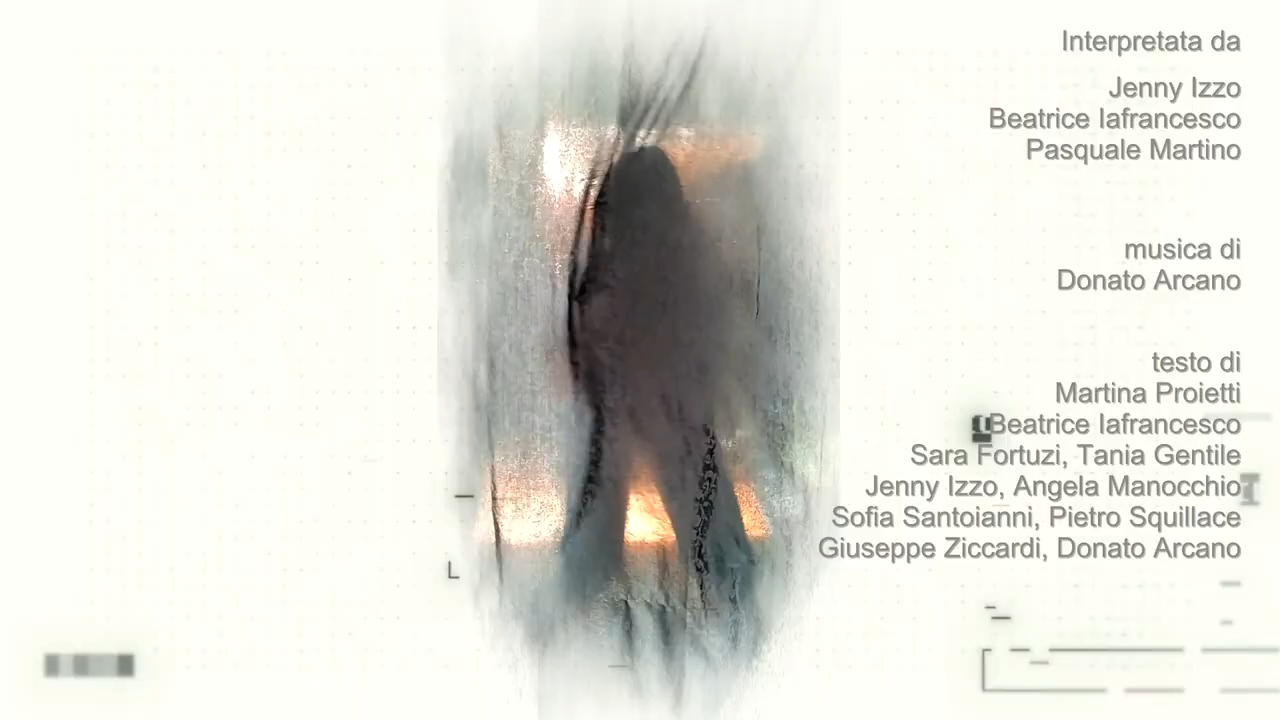 Interpretata da
Jenny Izzo
Beatrice Iafrancesco
Pasquale Martino
musica di
Donato Arcano
testo di
Martina Proietti
Beatrice Iafrancesco
Sara Fortuzi, Tania Gentile
Jenny Izzo, Angela Manocchio
Sofia Santoianni, Pietro Squillace
Giuseppe Ziccardi, Donato Arcano